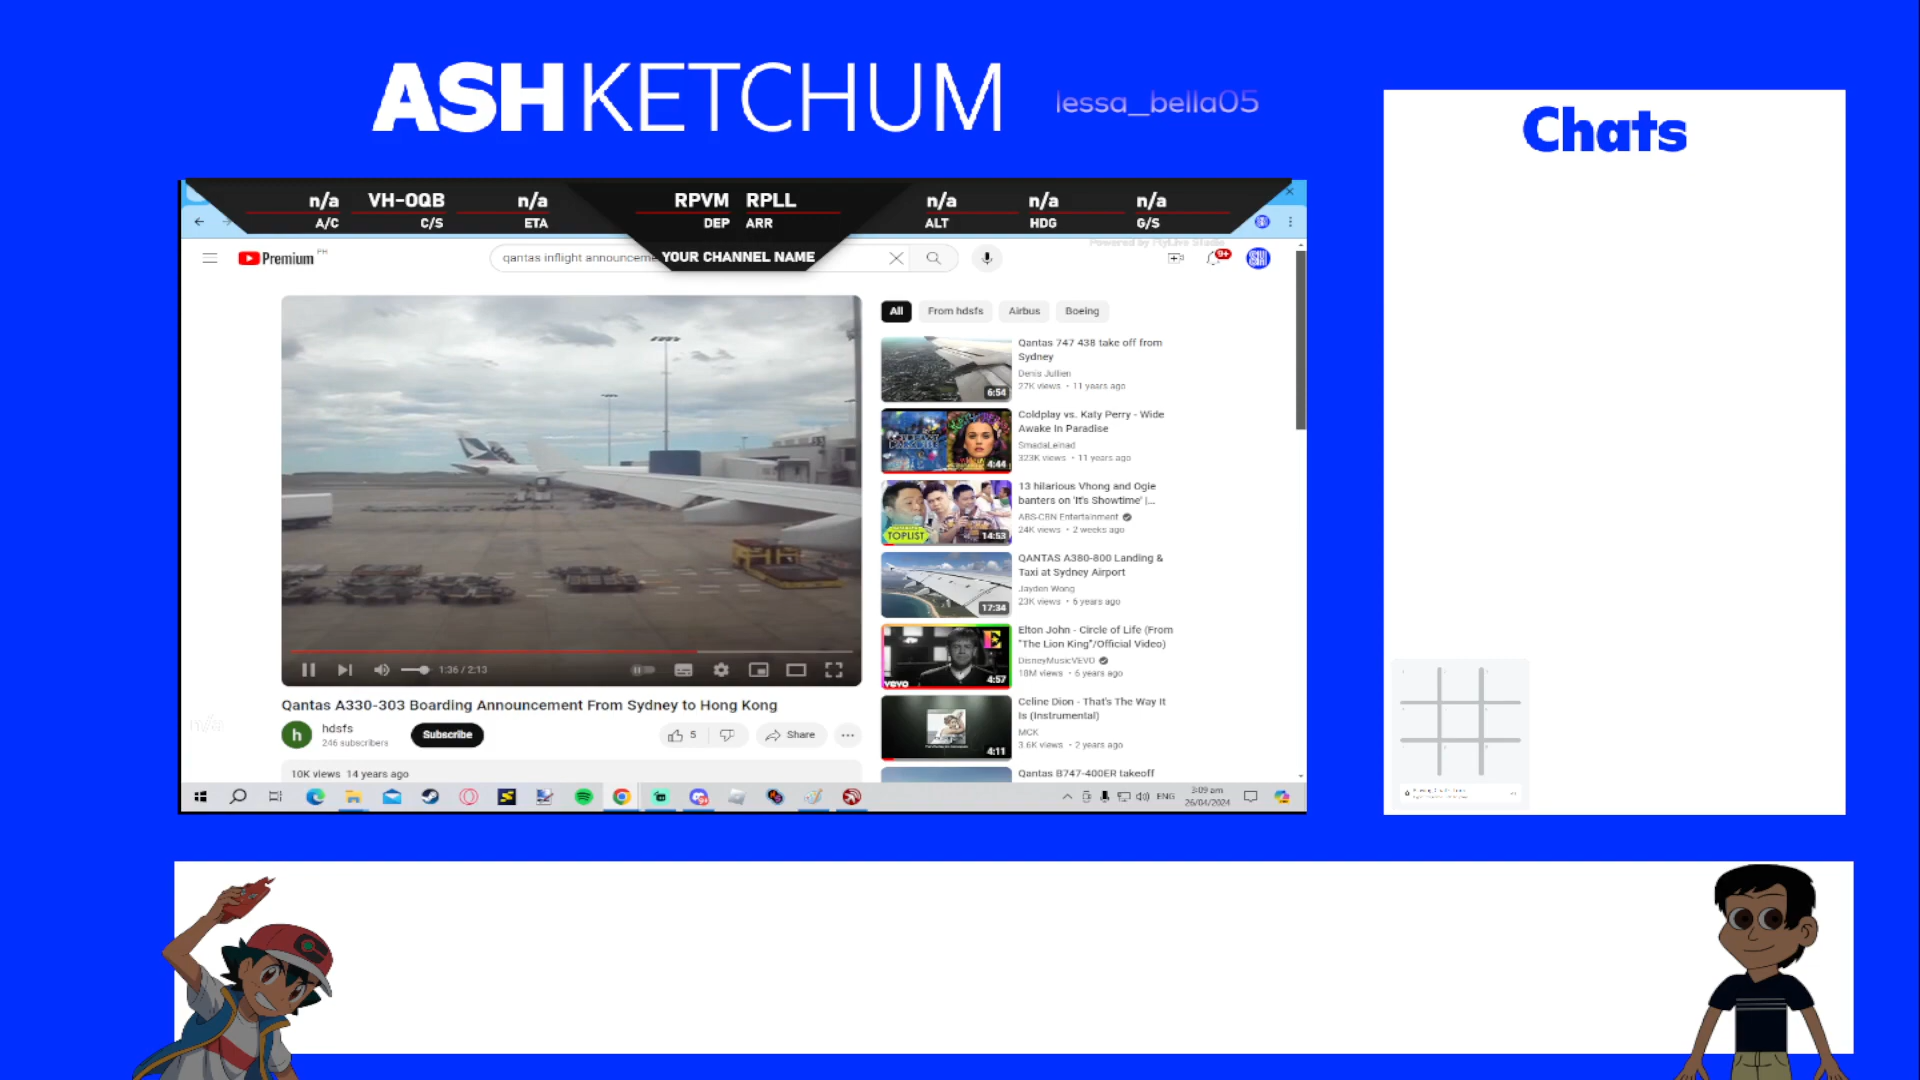 ASH KETCHUM
lessa_bella05
Chats
n/a VH-OQB n/a RPVM RPLL n/a n/a n/a
A/C C/S ETA DEP ARR ALT HDG G/S
YOUR CHANNEL NAME
Powered by FlyLive Studio
Premium PH
qantas inflight announceme
9+
All From hdsfs Airbus Boeing
Qantas 747 438 take off from
Sydney
Denis Jullien
27K views • 11 years ago
6:54
Coldplay vs. Katy Perry - Wide
Awake In Paradise
SmadaLeinad
323K views • 11 years ago
4:44
13 hilarious Vhong and Ogie
banters on 'It's Showtime' |...
ABS-CBN Entertainment
24K views • 2 weeks ago
TOPLIST
14:53
QANTAS A380-800 Landing &
Taxi at Sydney Airport
Jayden Wong
23K views • 6 years ago
17:34
Elton John - Circle of Life (From
"The Lion King"/Official Video)
DisneyMusicVEVO
18M views • 6 years ago
vevo
4:57
Celine Dion - That's The Way It
Is (Instrumental)
MCK
3.6K views • 2 years ago
4:11
Qantas B747-400ER takeoff
1:36 / 2:13
Qantas A330-303 Boarding Announcement From Sydney to Hong Kong
h
hdsfs
246 subscribers
Subscribe
5
Share
10K views 14 years ago
n/a
ENG
3:09 am
26/04/2024